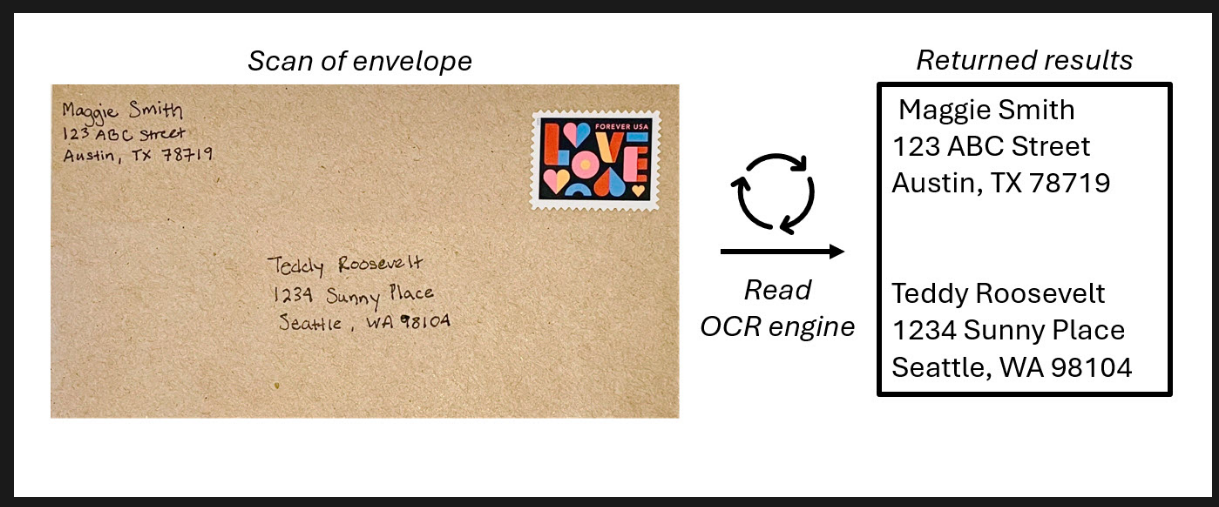 Scan of envelope
Maggie Smith
123 ABC Street
Austin, TX 78719
FOREVER USA
LOVE
Teddy Roosevelt
1234 Sunny Place
Seattle, WA 98104
Read
OCR engine
Returned results
Maggie Smith
123 ABC Street
Austin, TX 78719
Teddy Roosevelt
1234 Sunny Place
Seattle, WA 98104